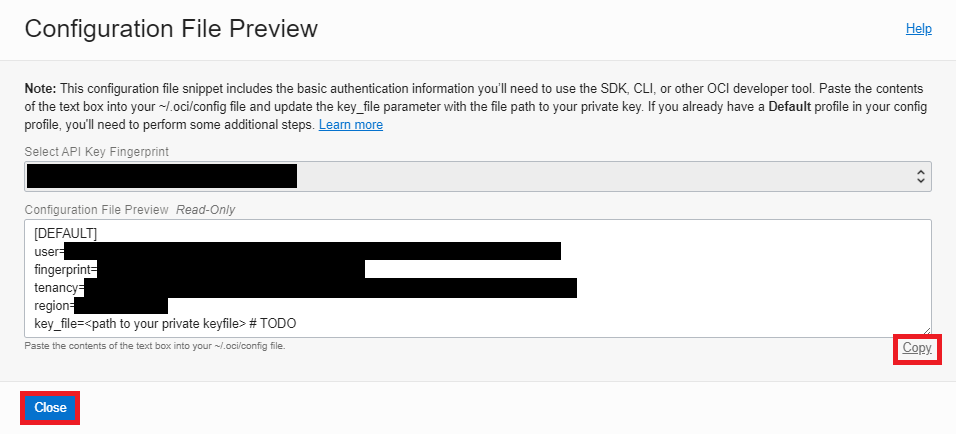 Configuration File Preview
Help
Note: This configuration file snippet includes the basic authentication information you'll need to use the SDK, CLI, or other OCI developer tool. Paste the contents
of the text box into your ~/.oci/config file and update the key_file parameter with the file path to your private key. If you already have a Default profile in your config
profile, you'll need to perform some additional steps. Learn more
Select API Key Fingerprint
Configuration File Preview Read-Only
[DEFAULT]
user=
fingerprint=
tenancy=
region=
key_file=<path to your private keyfile> # TODO
Paste the contents of the text box into your ~/.oci/config file.
Copy
Close